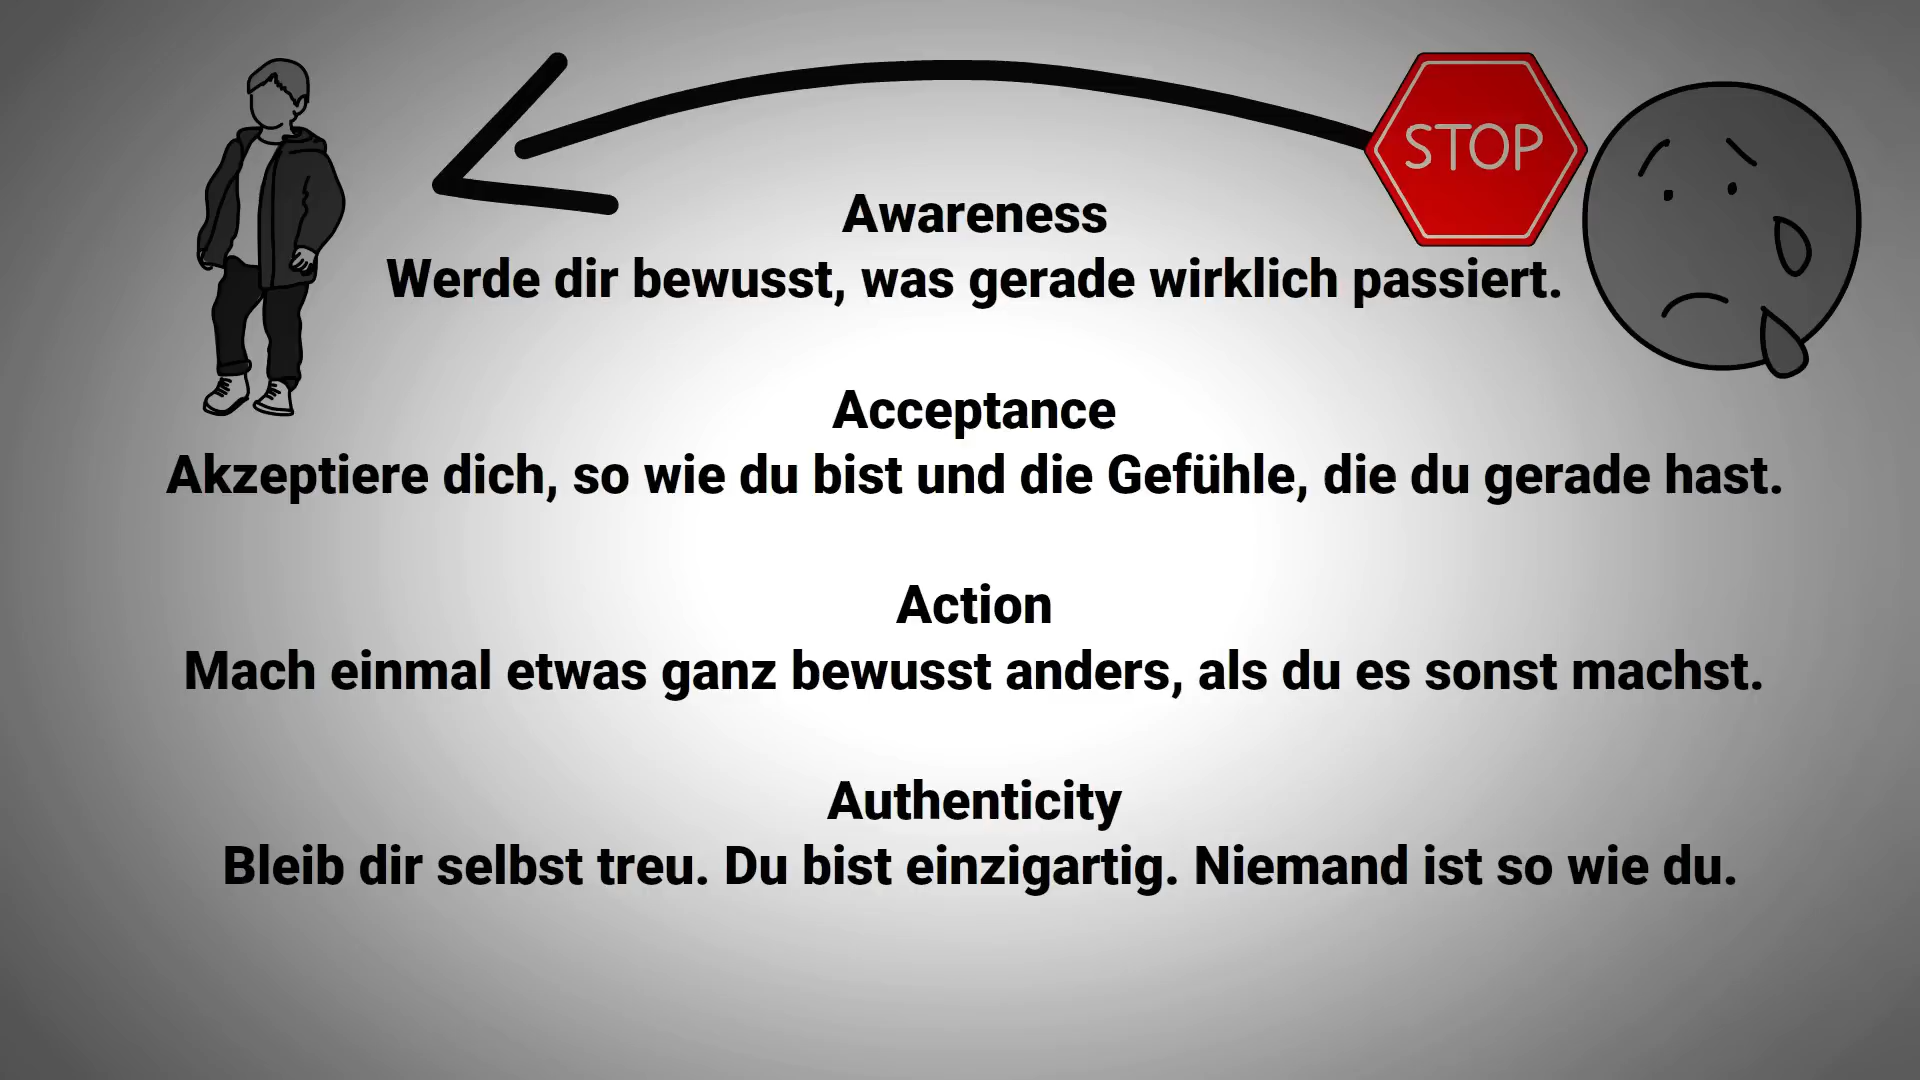 STOP
Awareness
Werde dir bewusst, was gerade wirklich passiert.
Acceptance
Akzeptiere dich, so wie du bist und die Gefühle, die du gerade hast.
Action
Mach einmal etwas ganz bewusst anders, als du es sonst machst.
Authenticity
Bleib dir selbst treu. Du bist einzigartig. Niemand ist so wie du.